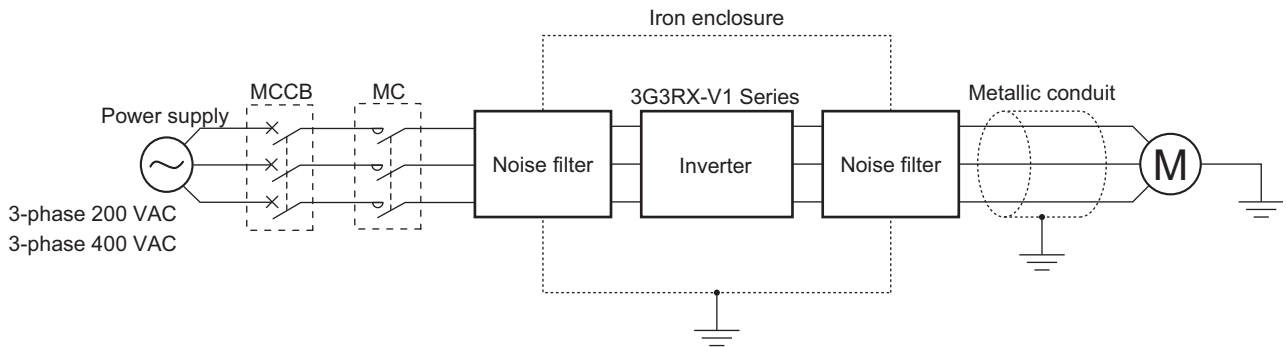 Iron enclosure
MCCB
MC
3G3RX-V1 Series
Metallic conduit
Power supply
Noise filter
Inverter
Noise filter
M
3-phase 200 VAC
3-phase 400 VAC